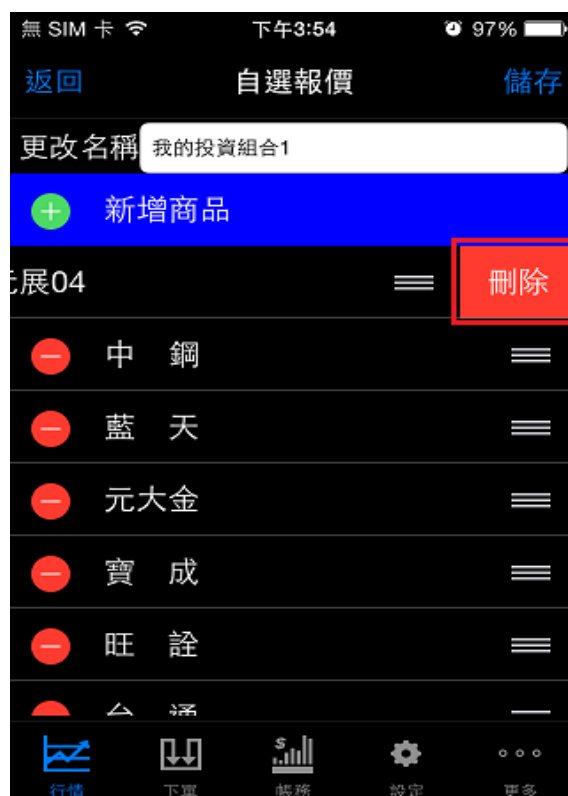 無 SIM 卡 下午3:54 97%
返回 自選報價 儲存
更改名稱 我的投資組合1
新增商品
展04 刪除
中 鋼
藍 天
元大金
寶 成
旺 詮
台 通
行情 下單 帳務 設定 更多